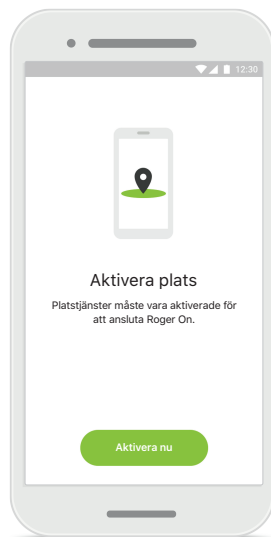 12:30
Aktivera plats
Platstjänster måste vara aktiverade för
att ansluta Roger On.
Aktivera nu